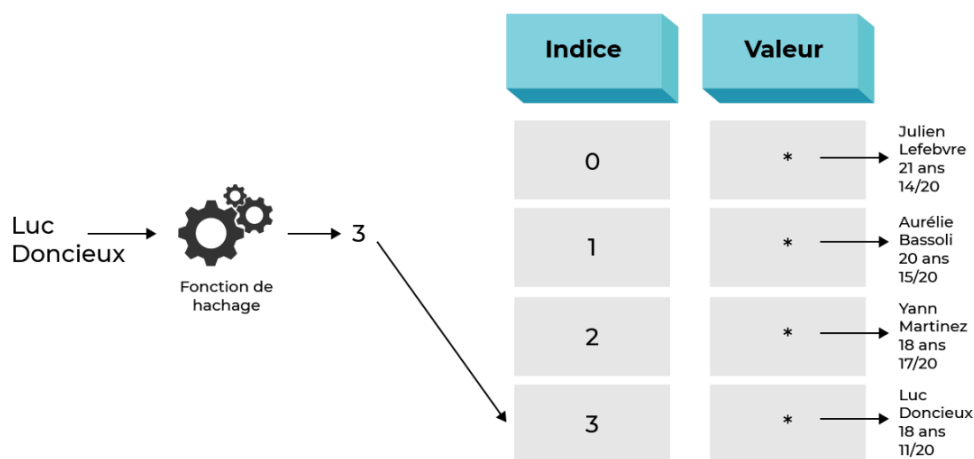 Indice
Valeur
Luc
Doncieux
Fonction de
hachage
3
0
*
Julien
Lefebvre
21 ans
14/20
1
*
Aurélie
Bassoli
20 ans
15/20
2
*
Yann
Martinez
18 ans
17/20
3
*
Luc
Doncieux
18 ans
11/20